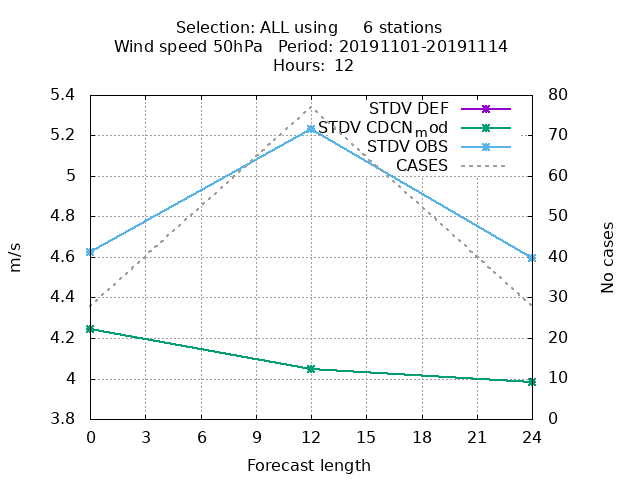 Selection: ALL using     6 stations
Wind speed 50hPa   Period: 20191101-20191114
Hours: 12
5.4
5.2
5
4.8
4.6
4.4
4.2
4
3.8
m/s
STDV DEF
STDV CDCNmod
STDV OBS
CASES
80
70
60
50
40
30
20
10
0
No cases
0 3 6 9 12 15 18 21 24
Forecast length